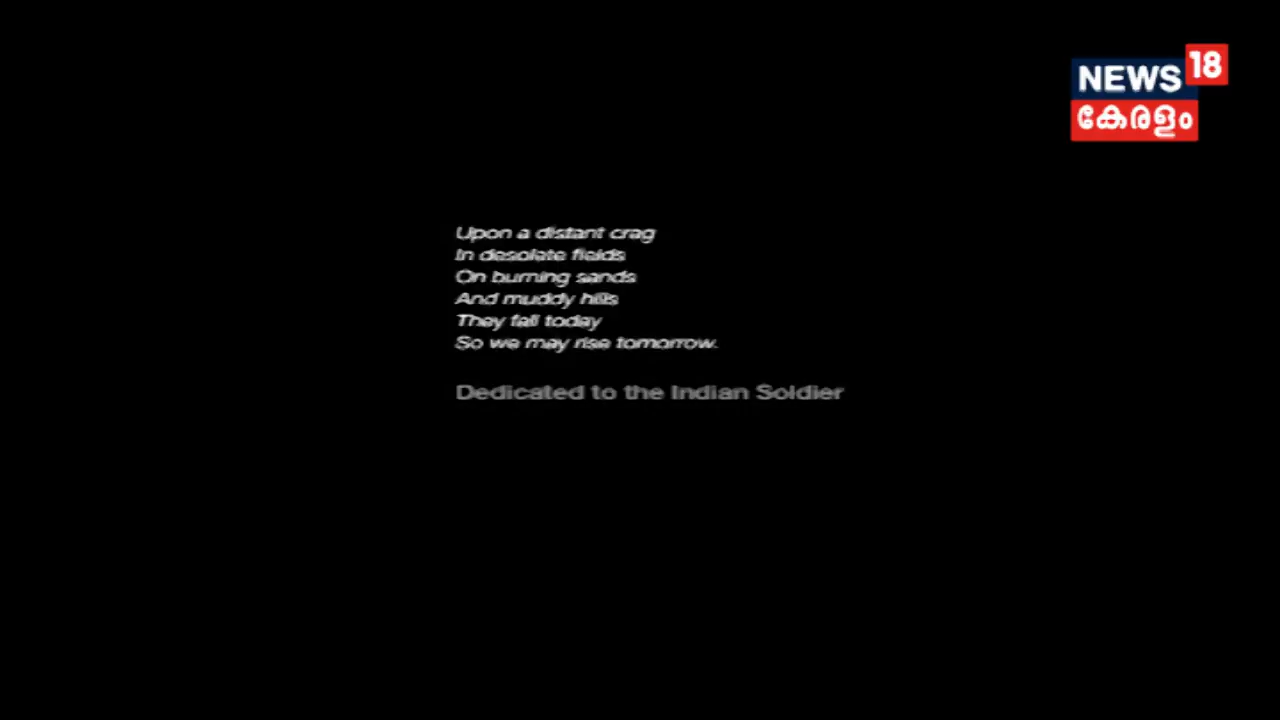 NEWS 18
കേരളം
Upon a distant crag
In desolate fields
On burning sands
And muddy hills
They fall today
So we may rise tomorrow.
Dedicated to the Indian Soldier